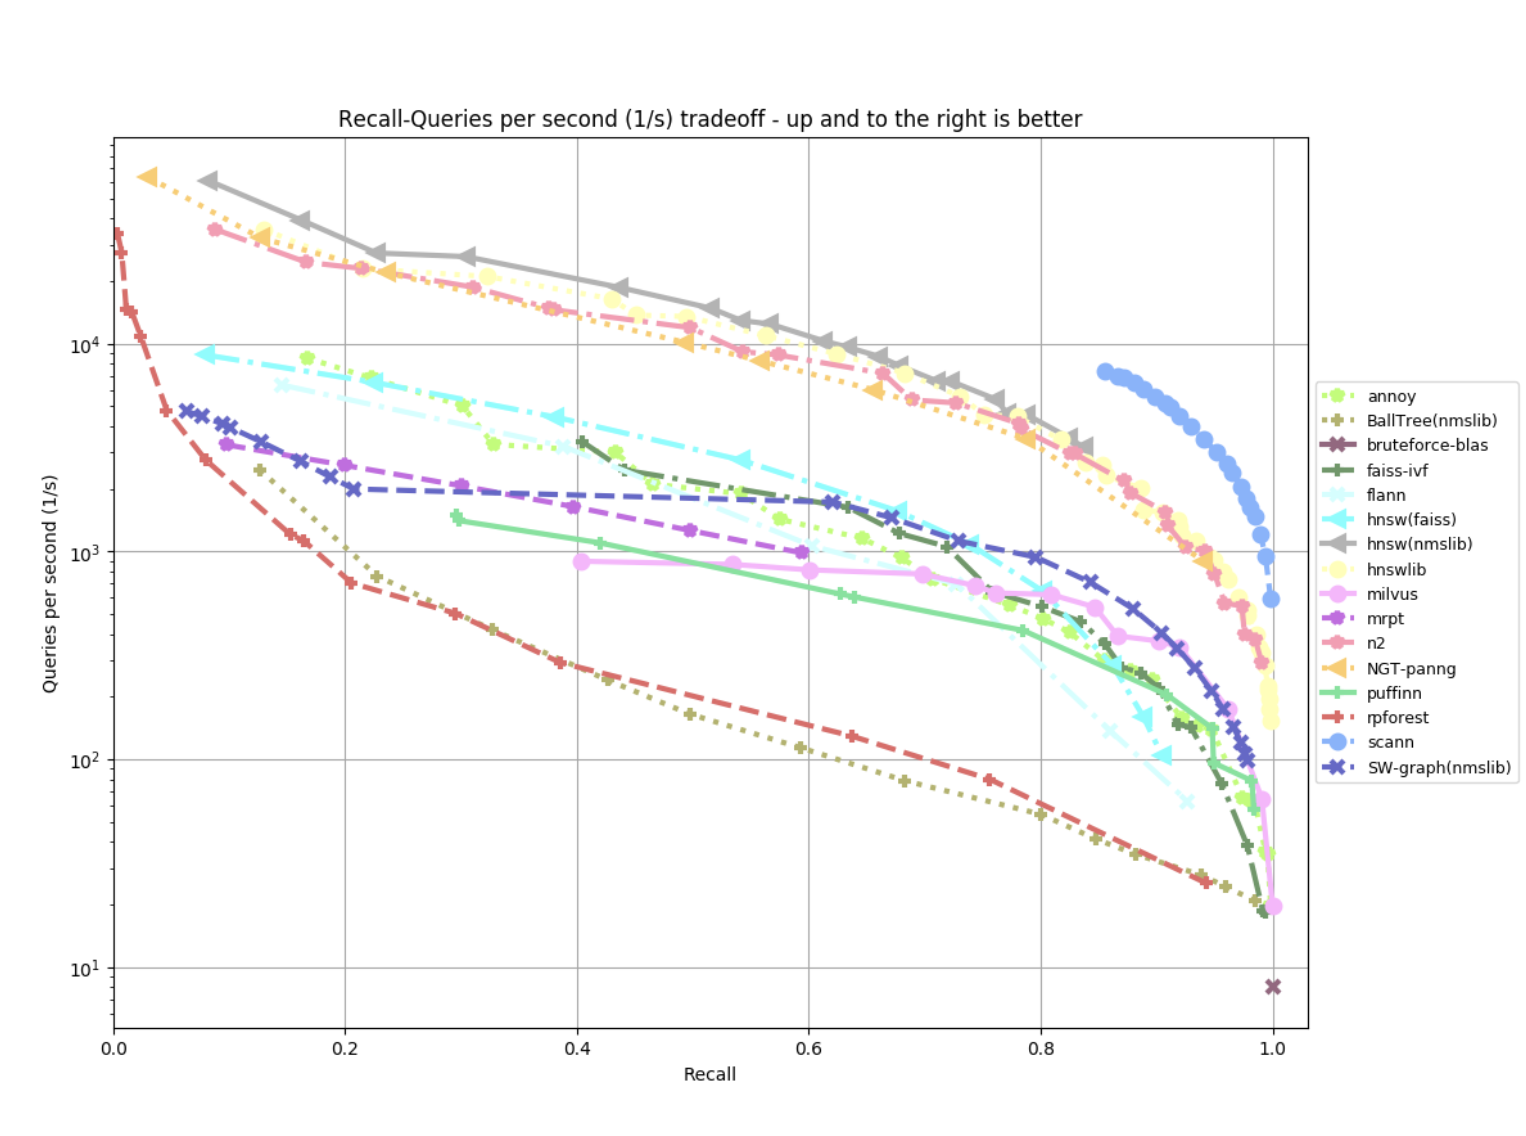 Recall-Queries per second (1/s) tradeoff - up and to the right is better
Queries per second (1/s)
10^4
10^3
10^2
10^1
0.0 0.2 0.4 0.6 0.8 1.0
Recall
annoy
BallTree(nmslib)
bruteforce-blas
faiss-ivf
flann
hnsw(faiss)
hnsw(nmslib)
hnswlib
milvus
mrpt
n2
NGT-panng
puffinn
rpforest
scann
SW-graph(nmslib)